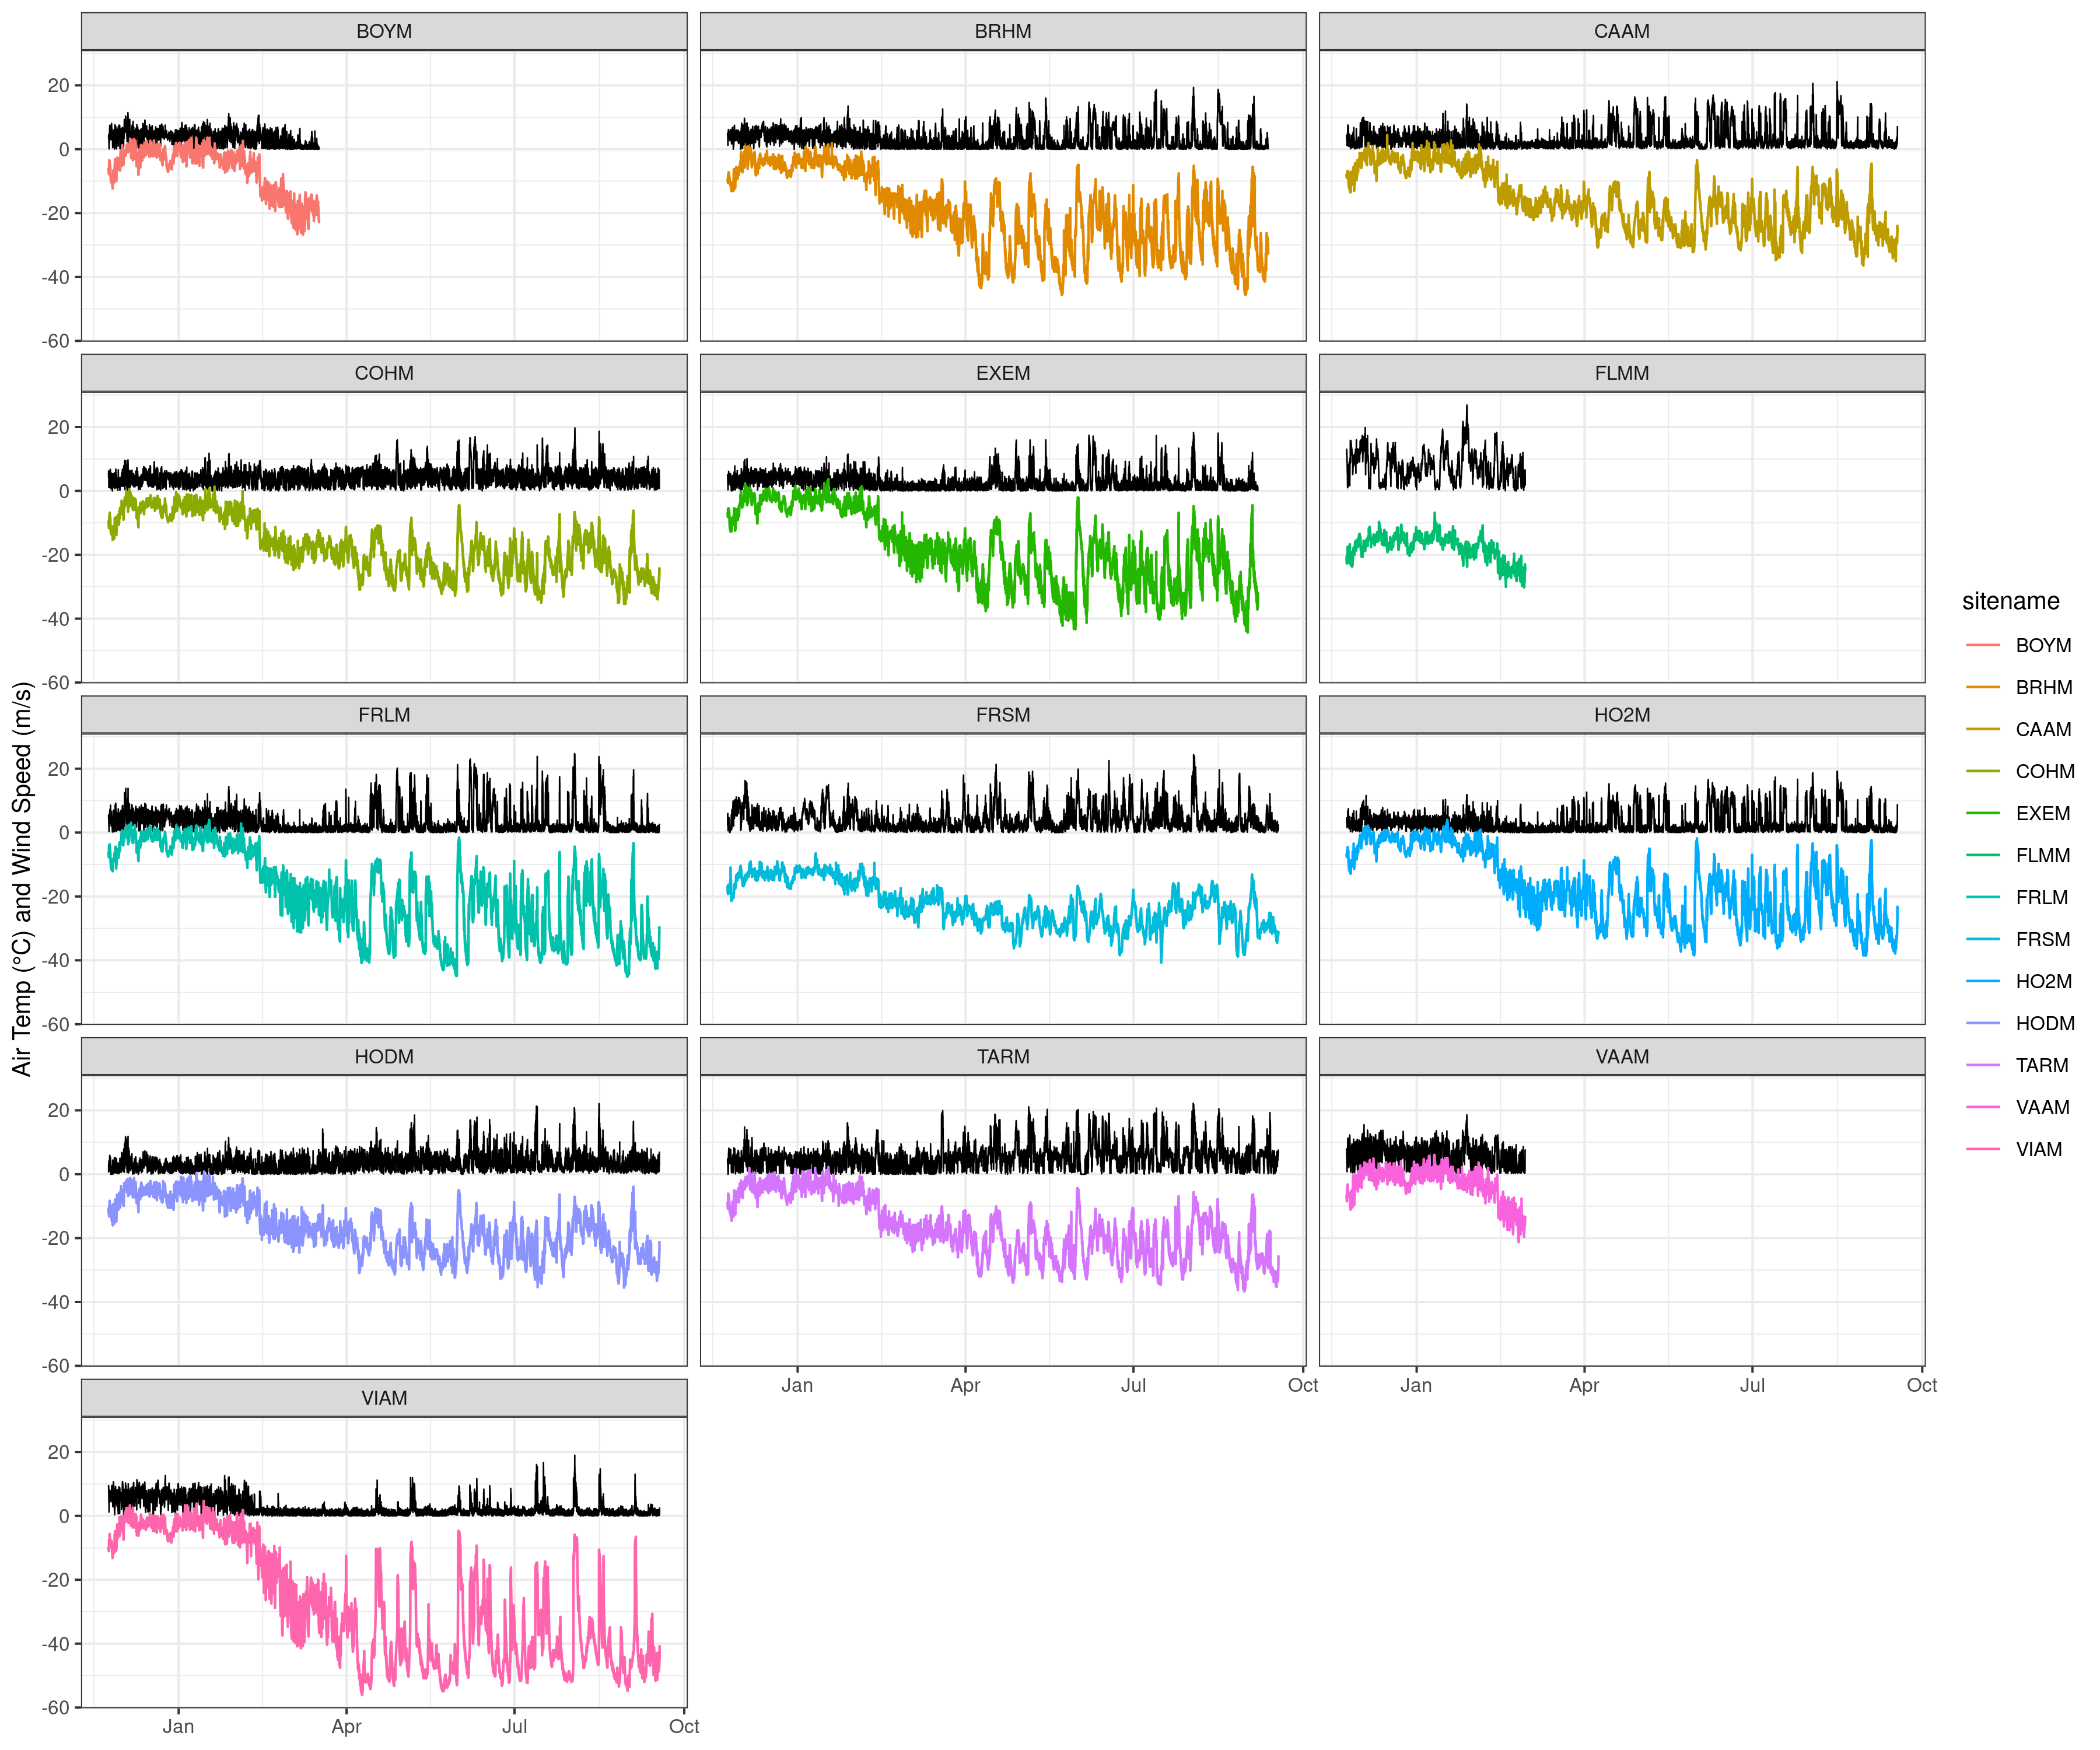 BOYM BRHM CAAM
20
0
-20
-40
-60
COHM EXEM FLMM
20
0
-20
-40
-60
FRLM FRSM HO2M
20
0
-20
-40
-60
HODM TARM VAAM
20
0
-20
-40
-60
Jan Apr Jul Oct Jan Apr Jul Oct
VIAM
20
0
-20
-40
-60
Jan Apr Jul Oct
Air Temp (°C) and Wind Speed (m/s)
sitename
BOYM
BRHM
CAAM
COHM
EXEM
FLMM
FRLM
FRSM
HO2M
HODM
TARM
VAAM
VIAM